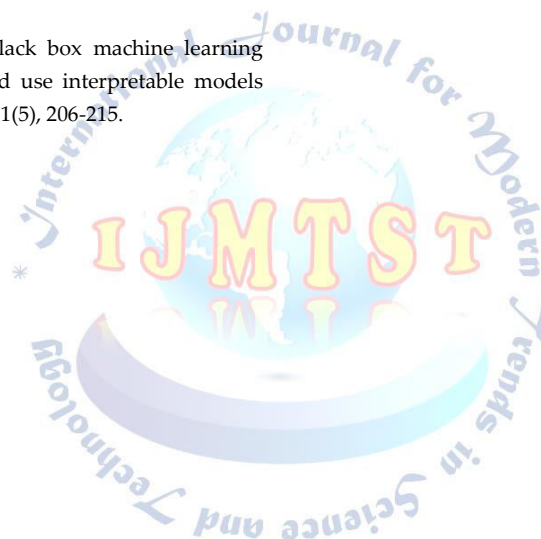 lack box machine learning
d use interpretable models
1(5), 206-215.
International Journal for Modern Trends in Science and Technology
*
IJMTST